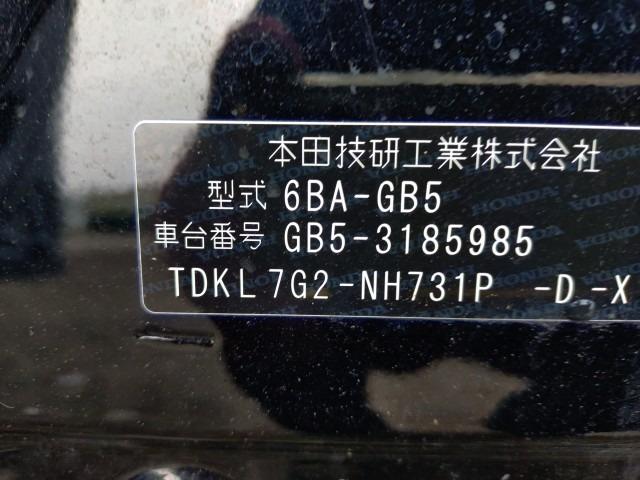 本田技研工業株式会社
型式 6BA-GB5
車台番号 GB5-3185985
TDKL7G2-NH731P -D -X